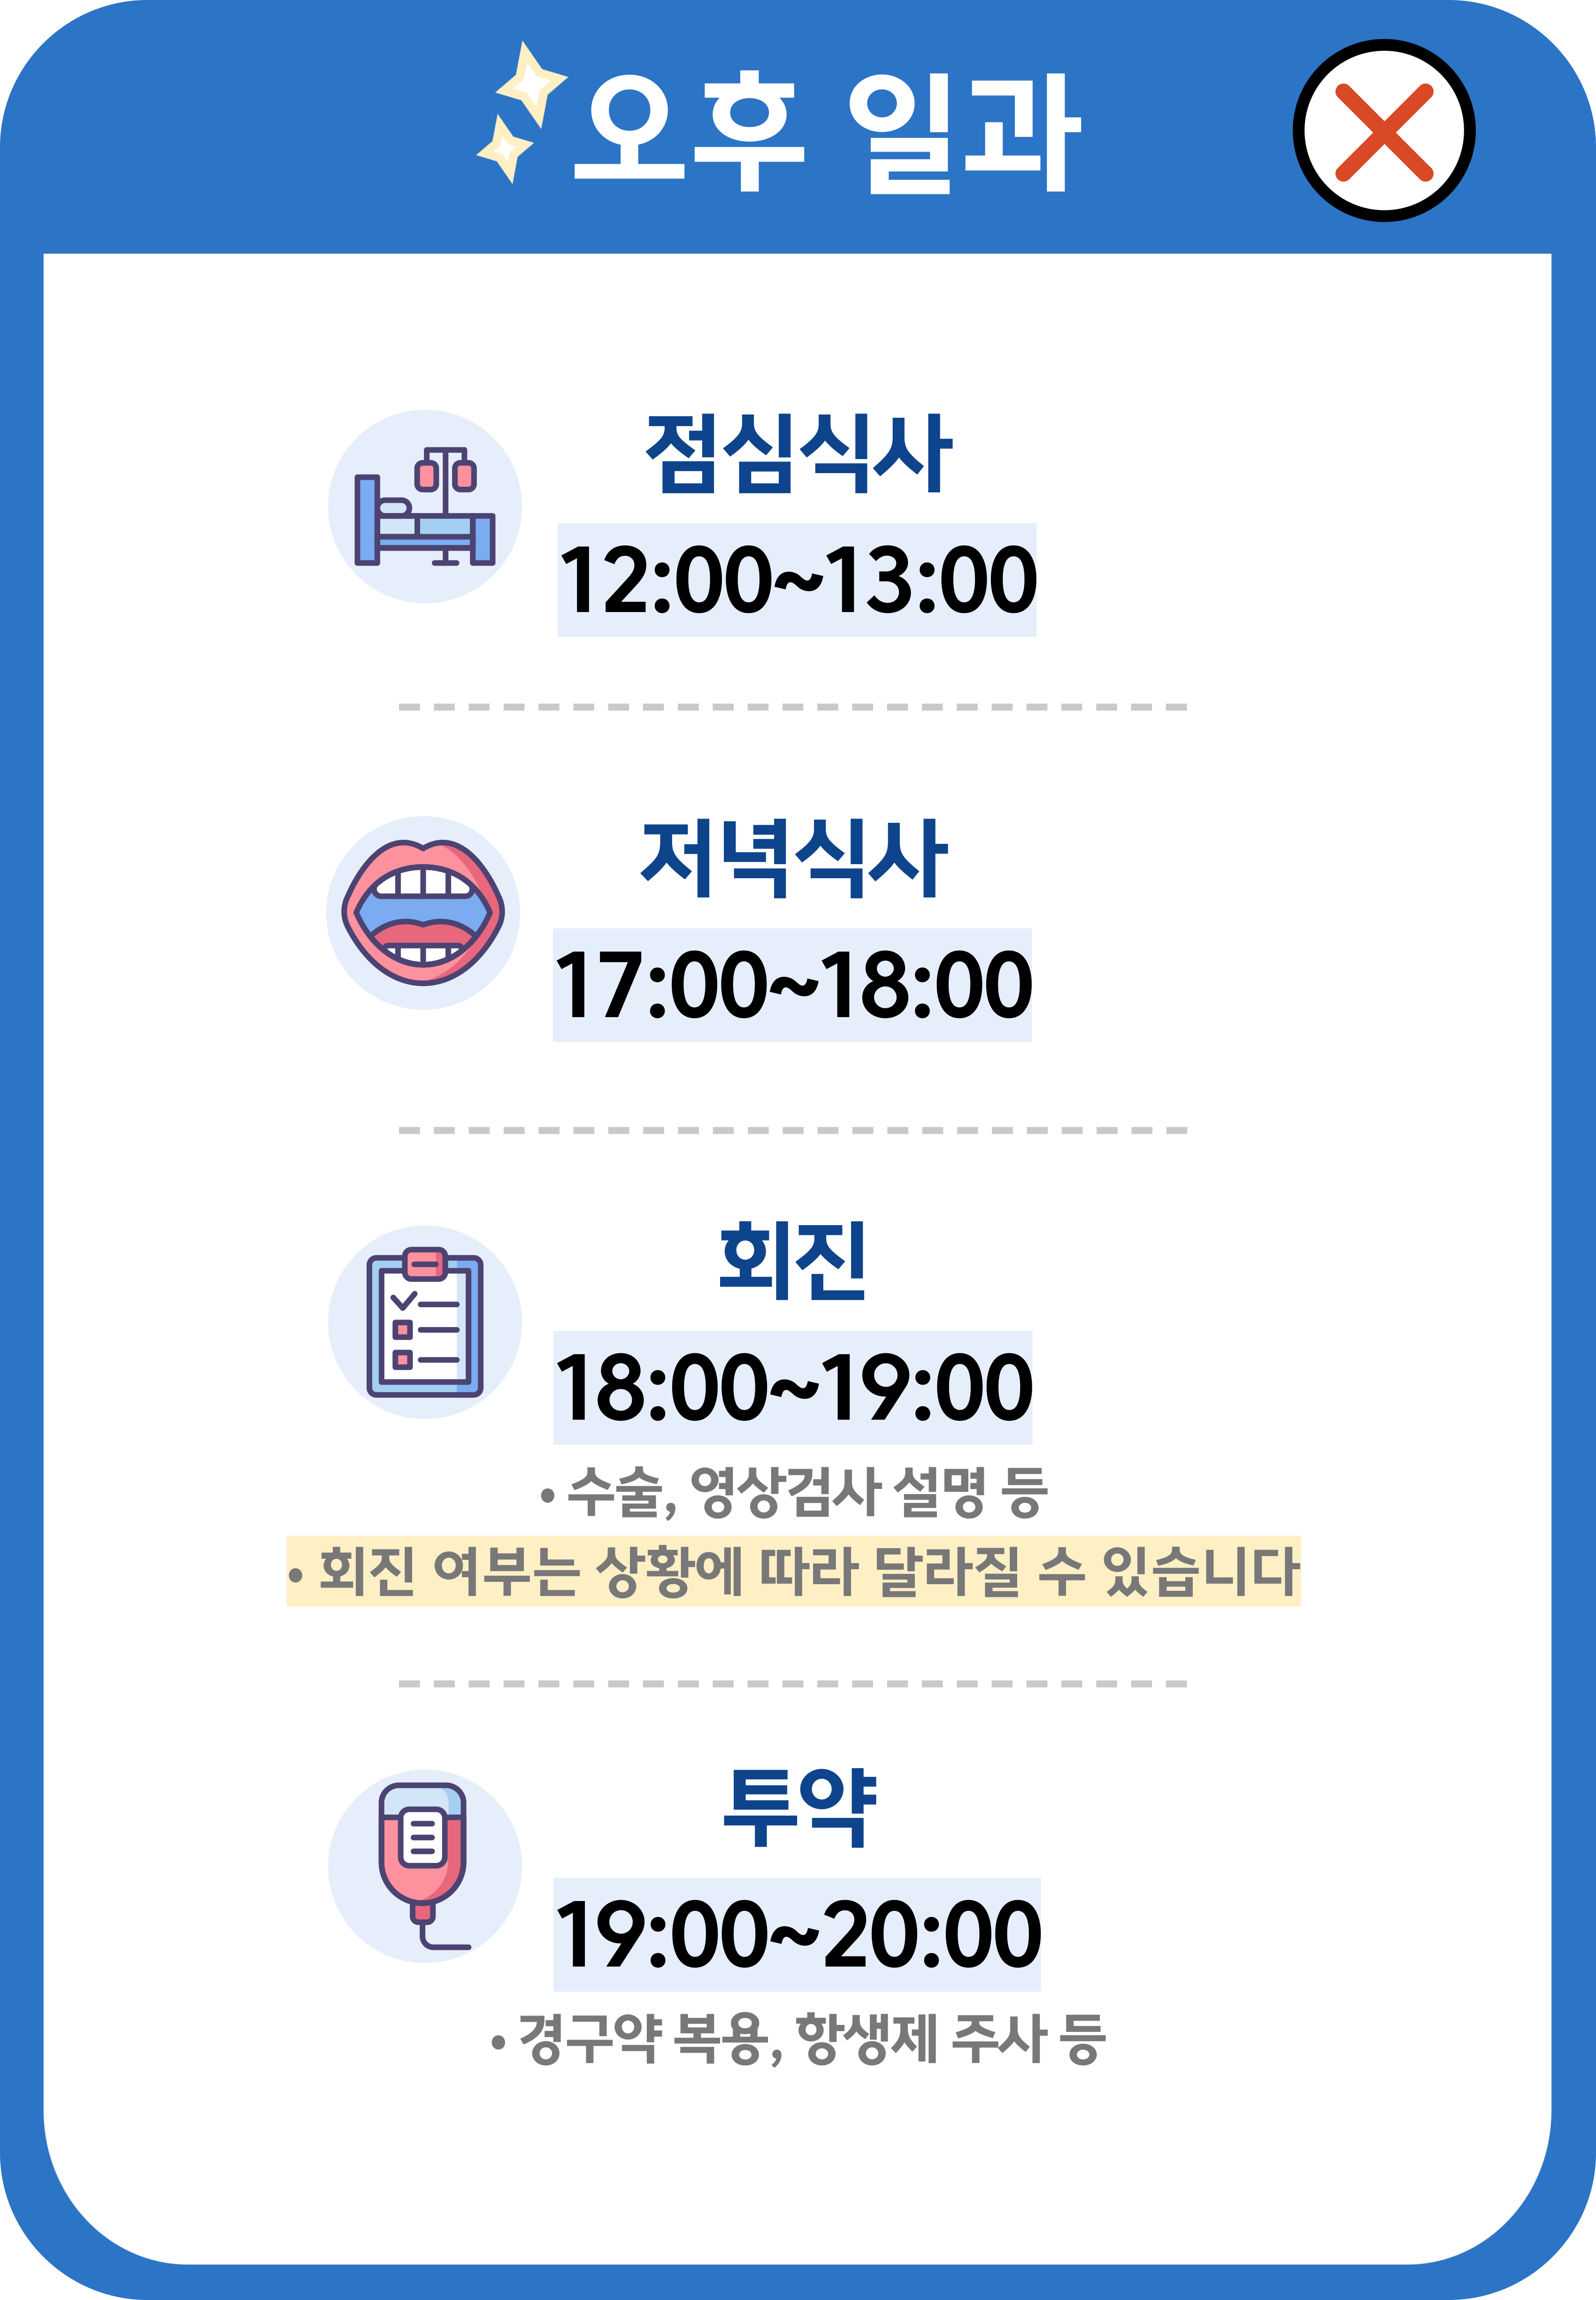 오후 일과
점심식사
12:00~13:00
저녁식사
17:00~18:00
회진
18:00~19:00
• 수술, 영상검사 설명 등
• 회진 여부는 상황에 따라 달라질 수 있습니다
투약
19:00~20:00
• 경구약 복용, 항생제 주사 등